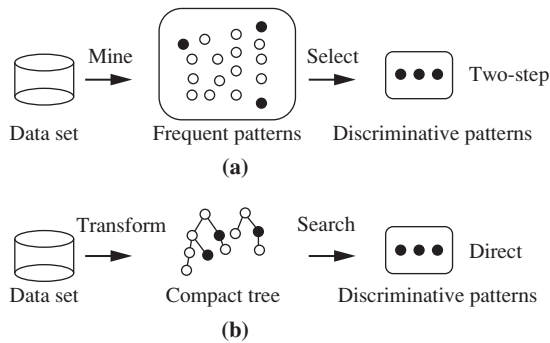 Mine
Select
Two-step
Data set
Frequent patterns
Discriminative patterns
(a)
Transform
Search
Direct
Data set
Compact tree
Discriminative patterns
(b)